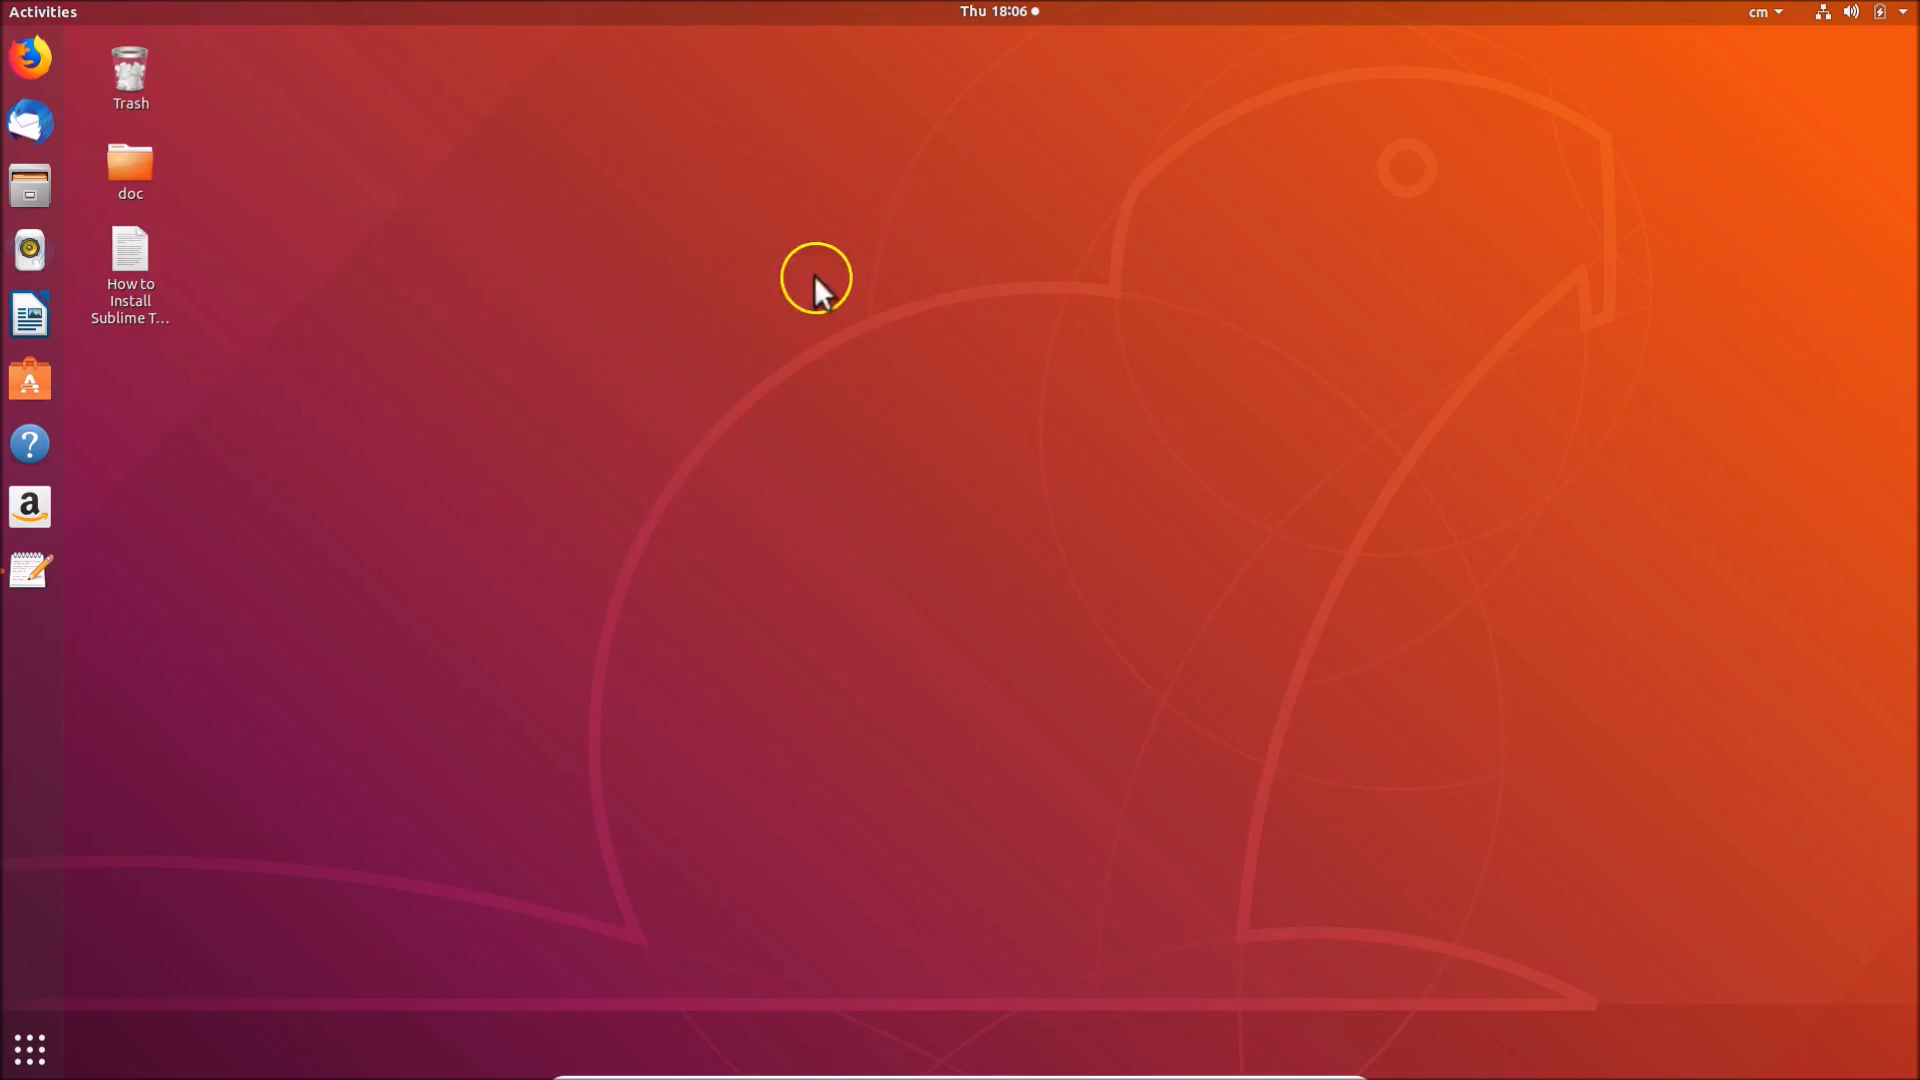 Activities
Thu 18:06
cm
Trash
doc
How to
Install
Sublime T...